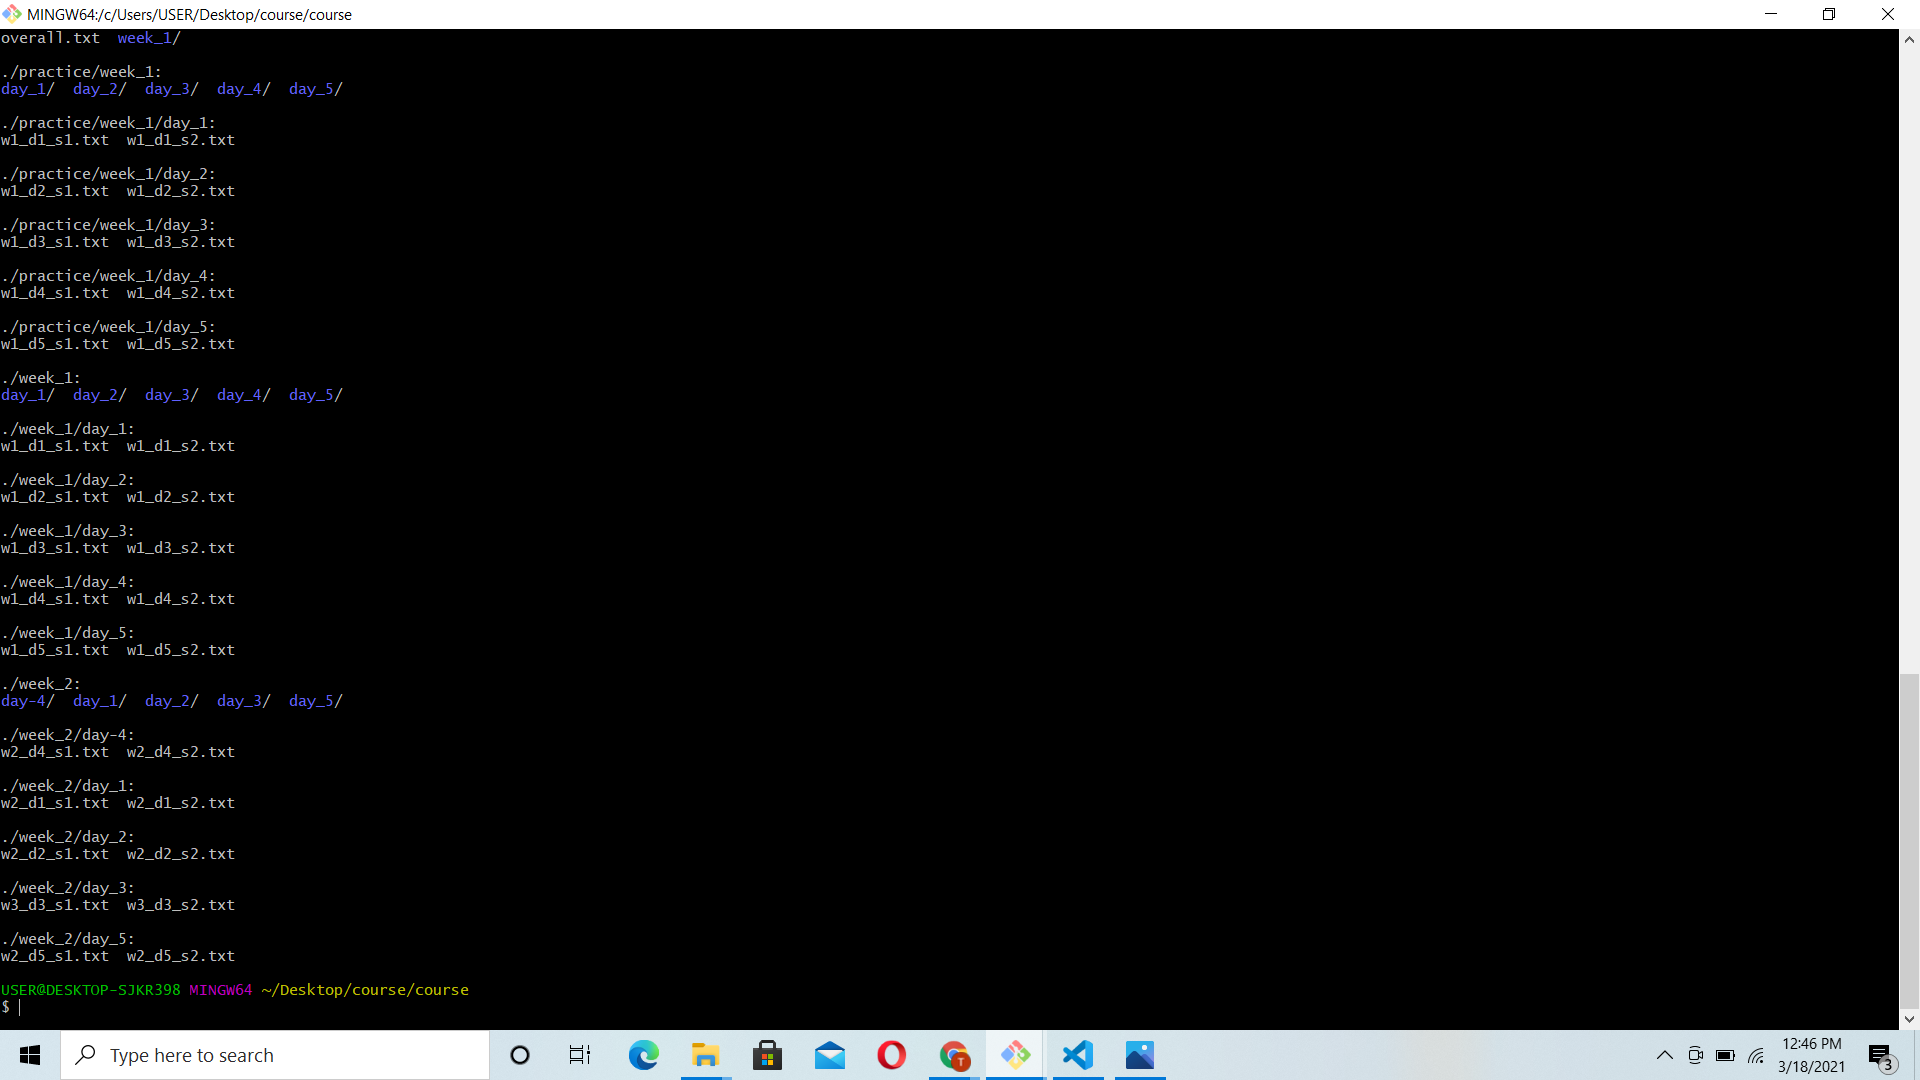 MINGW64:/c/Users/USER/Desktop/course/course
overall.txt  week_1/
./practice/week_1:
day_1/  day_2/  day_3/  day_4/  day_5/
./practice/week_1/day_1:
w1_d1_s1.txt  w1_d1_s2.txt
./practice/week_1/day_2:
w1_d2_s1.txt  w1_d2_s2.txt
./practice/week_1/day_3:
w1_d3_s1.txt  w1_d3_s2.txt
./practice/week_1/day_4:
w1_d4_s1.txt  w1_d4_s2.txt
./practice/week_1/day_5:
w1_d5_s1.txt  w1_d5_s2.txt
./week_1:
day_1/  day_2/  day_3/  day_4/  day_5/
./week_1/day_1:
w1_d1_s1.txt  w1_d1_s2.txt
./week_1/day_2:
w1_d2_s1.txt  w1_d2_s2.txt
./week_1/day_3:
w1_d3_s1.txt  w1_d3_s2.txt
./week_1/day_4:
w1_d4_s1.txt  w1_d4_s2.txt
./week_1/day_5:
w1_d5_s1.txt  w1_d5_s2.txt
./week_2:
day-4/  day_1/  day_2/  day_3/  day_5/
./week_2/day-4:
w2_d4_s1.txt  w2_d4_s2.txt
./week_2/day_1:
w2_d1_s1.txt  w2_d1_s2.txt
./week_2/day_2:
w2_d2_s1.txt  w2_d2_s2.txt
./week_2/day_3:
w3_d3_s1.txt  w3_d3_s2.txt
./week_2/day_5:
w2_d5_s1.txt  w2_d5_s2.txt
USER@DESKTOP-SJKR398 MINGW64 ~/Desktop/course/course
$
Type here to search
T
12:46 PM
3/18/2021
3